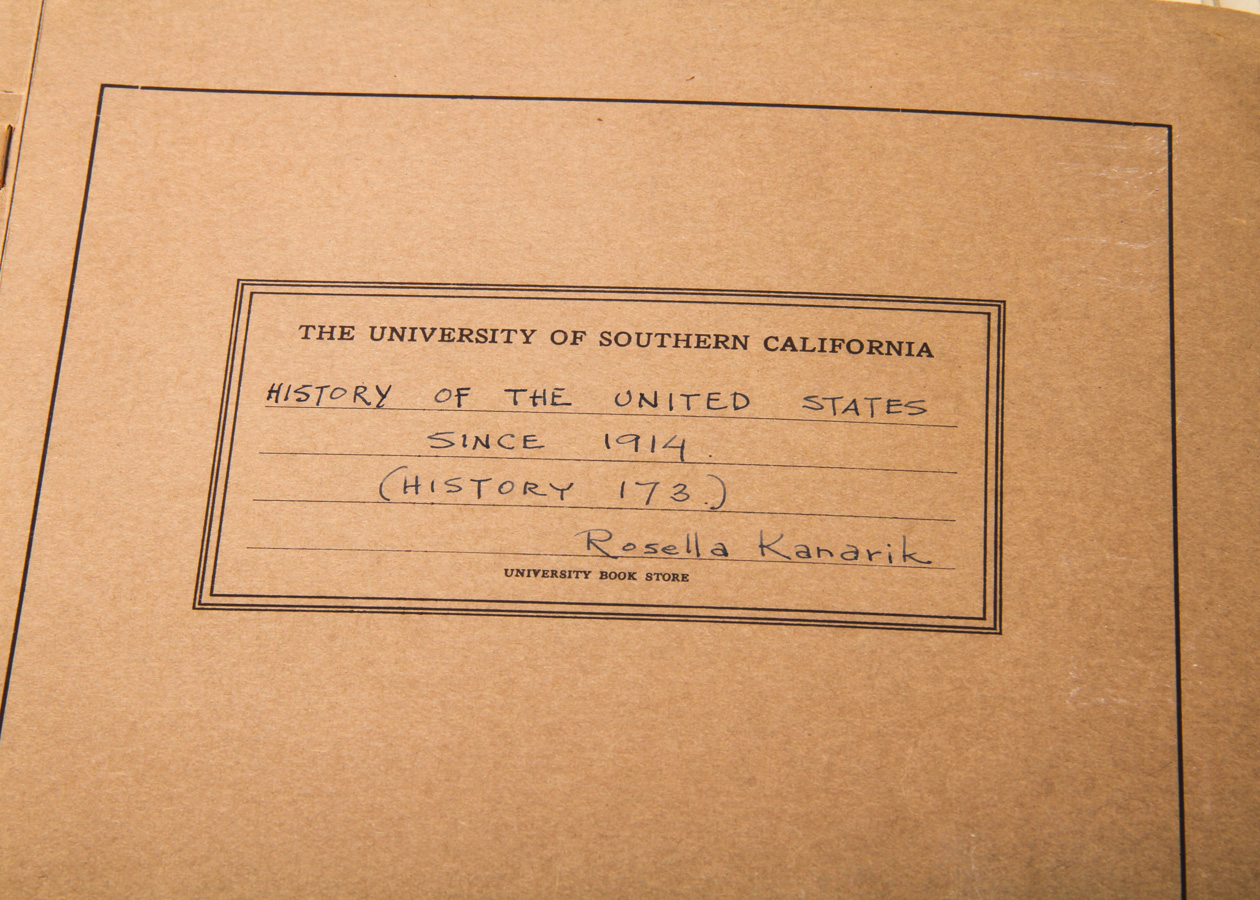 THE UNIVERSITY OF SOUTHERN CALIFORNIA
HISTORY OF THE UNITED STATES
SINCE 1914.
(HISTORY 173.)
Rosella Kanarik
UNIVERSITY BOOK STORE